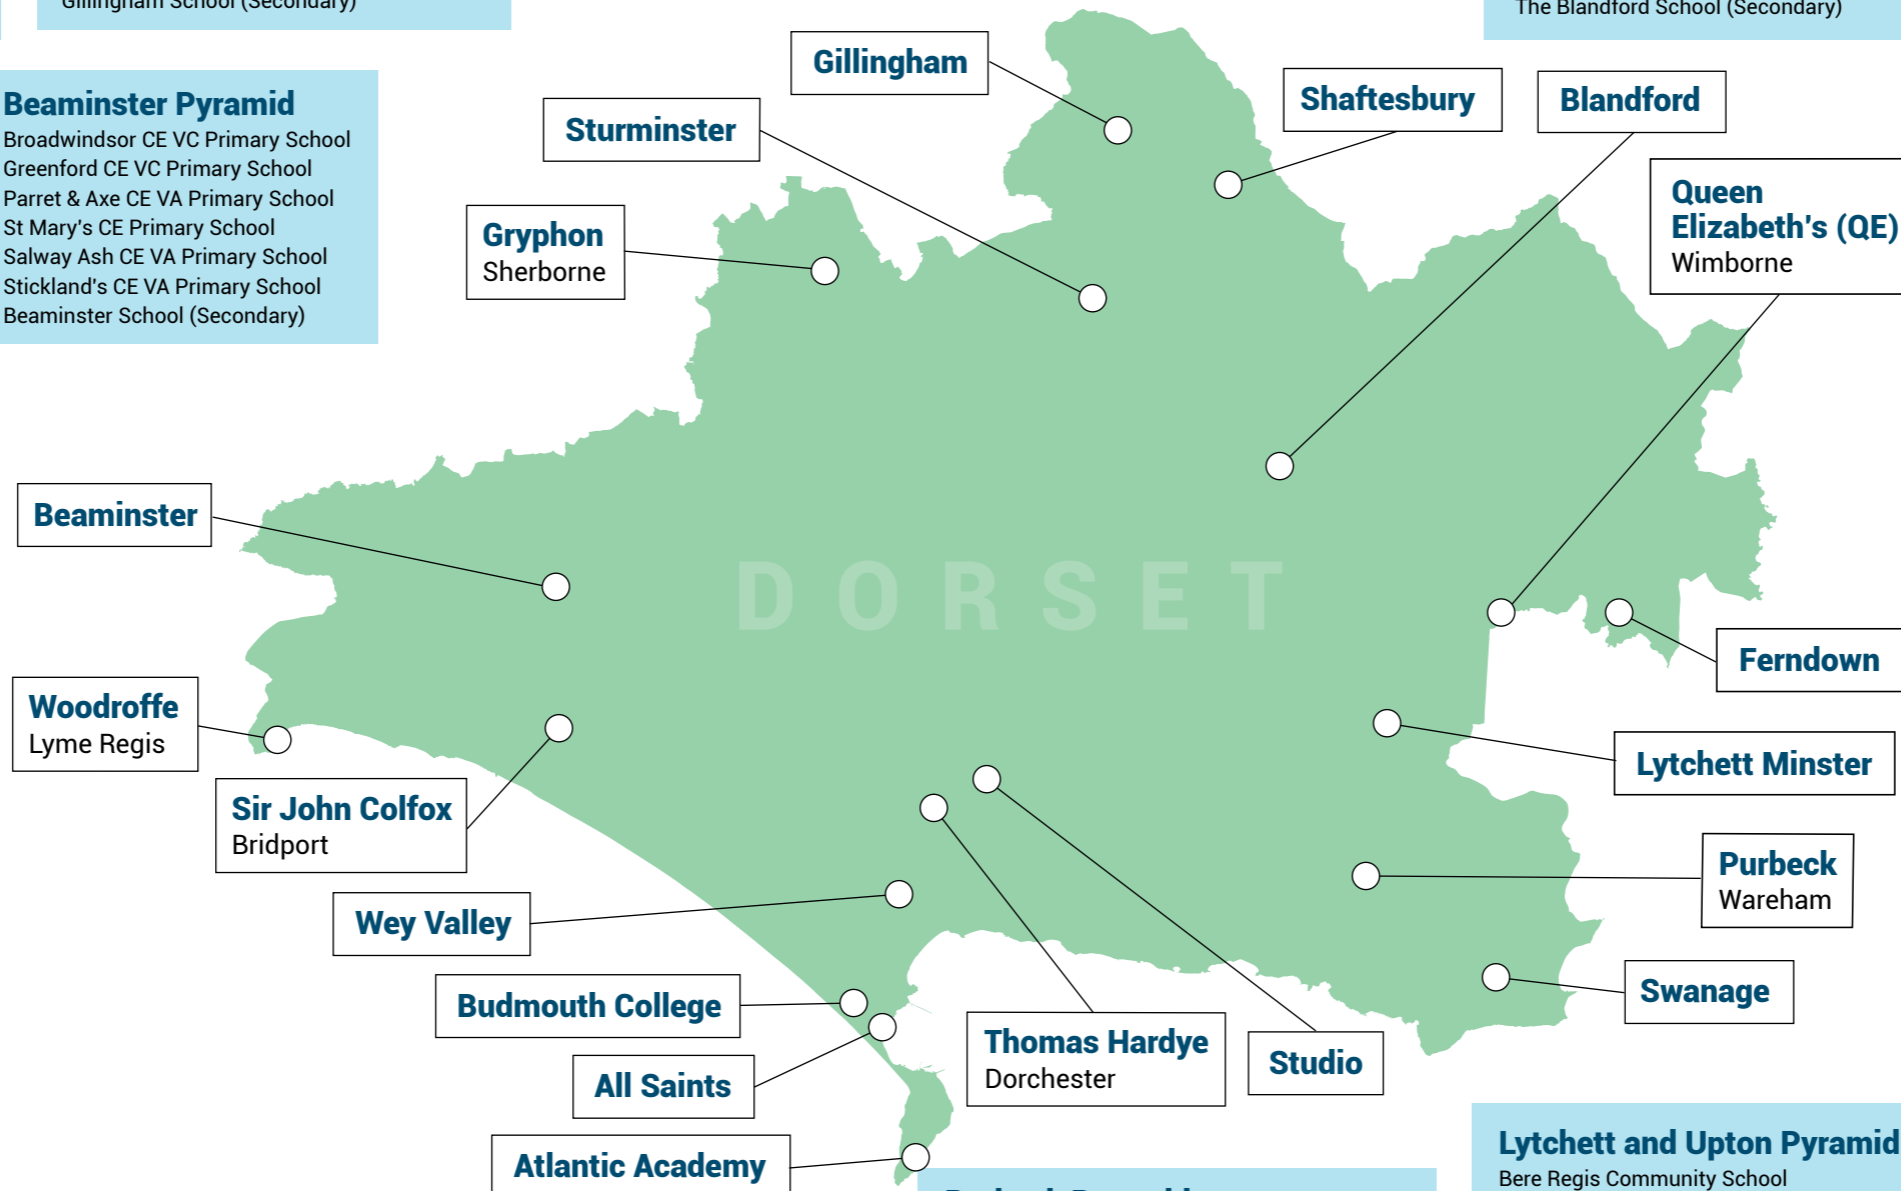 Gillingham School (Secondary)
The Blandford School (Secondary)
Beaminster Pyramid
Broadwindsor CE VC Primary School
Greenford CE VC Primary School
Parret & Axe CE VA Primary School
St Mary's CE Primary School
Salway Ash CE VA Primary School
Stickland's CE VA Primary School
Beaminster School (Secondary)
Gillingham
Sturminster
Shaftesbury
Blandford
Gryphon
Sherborne
Queen
Elizabeth's (QE)
Wimborne
Beaminster
DORSET
Woodroffe
Lyme Regis
Ferndown
Sir John Colfox
Bridport
Lytchett Minster
Wey Valley
Purbeck
Wareham
Budmouth College
Swanage
All Saints
Thomas Hardye
Dorchester
Studio
Atlantic Academy
Lytchett and Upton Pyramid
Bere Regis Community School